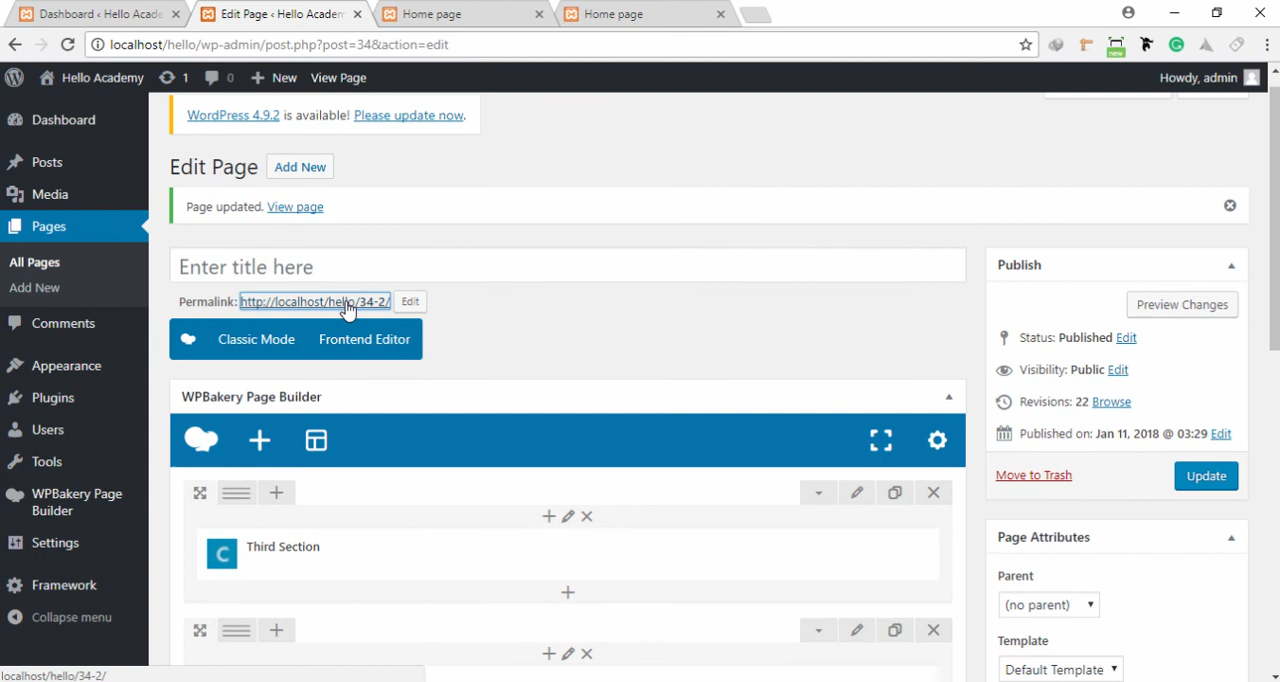 Dashboard ‹ Hello Acade
Edit Page ‹ Hello Academ
Home page
Home page
localhost/hello/wp-admin/post.php?post=34&action=edit
new
Hello Academy
1
0
New
View Page
Howdy, admin
Dashboard
Posts
Media
Pages
All Pages
Add New
Comments
Appearance
Plugins
Users
Tools
WPBakery Page
Builder
Settings
Framework
Collapse menu
WordPress 4.9.2 is available! Please update now.
Edit Page
Add New
Page updated. View page
Enter title here
Permalink: http://localhost/hello/34-2/
Edit
Classic Mode
Frontend Editor
WPBakery Page Builder
C
Third Section
Publish
Preview Changes
Status: Published Edit
Visibility: Public Edit
Revisions: 22 Browse
Published on: Jan 11, 2018 @ 03:29 Edit
Move to Trash
Update
Page Attributes
Parent
(no parent)
Template
Default Template
localhost/hello/34-2/